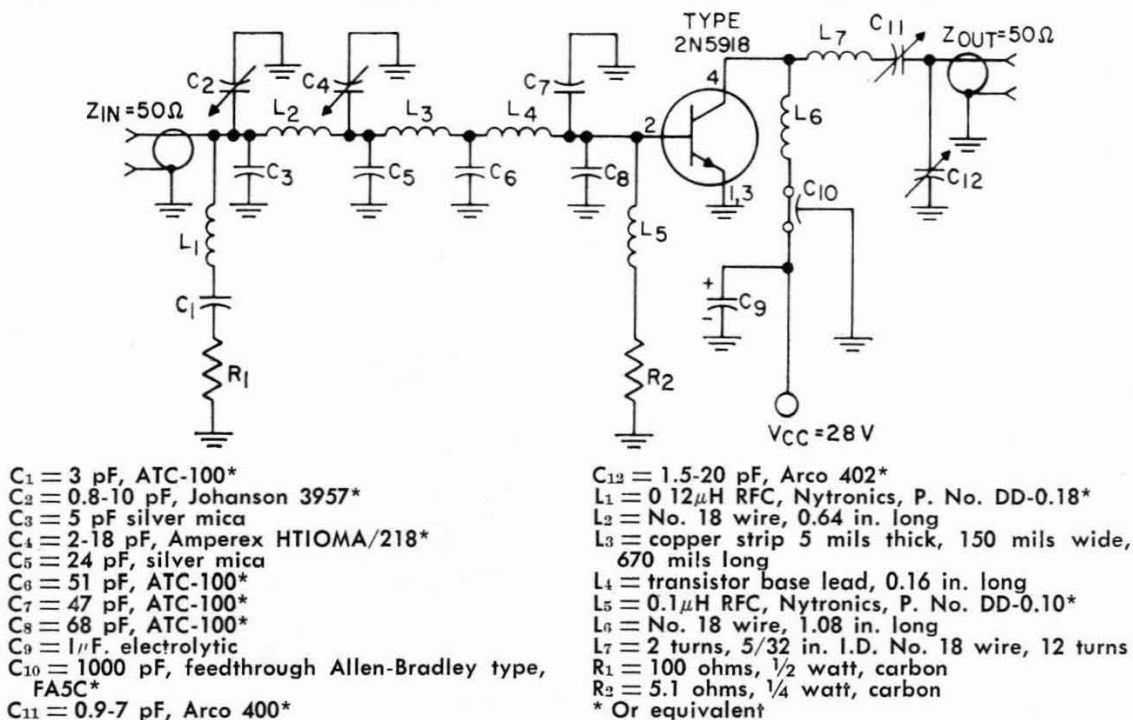 TYPE
2N5918
L7
C11
ZOUT=50Ω
C2
C4
C7
4
ZIN=50Ω
L2
L3
L4
2
L6
C3
C5
C6
C8
1,3
C10
C12
L1
L5
C1
+
-
C9
R1
R2
VCC=28V
C1 = 3 pF, ATC-100*
C2 = 0.8-10 pF, Johanson 3957*
C3 = 5 pF silver mica
C4 = 2-18 pF, Amperex HTIOMA/218*
C5 = 24 pF, silver mica
C6 = 51 pF, ATC-100*
C7 = 47 pF, ATC-100*
C8 = 68 pF, ATC-100*
C9 = 1μF. electrolytic
C10 = 1000 pF, feedthrough Allen-Bradley type,
FA5C*
C11 = 0.9-7 pF, Arco 400*
C12 = 1.5-20 pF, Arco 402*
L1 = 0 12μH RFC, Nytronics, P. No. DD-0.18*
L2 = No. 18 wire, 0.64 in. long
L3 = copper strip 5 mils thick, 150 mils wide,
670 mils long
L4 = transistor base lead, 0.16 in. long
L5 = 0.1μH RFC, Nytronics, P. No. DD-0.10*
L6 = No. 18 wire, 1.08 in. long
L7 = 2 turns, 5/32 in. I.D. No. 18 wire, 12 turns
R1 = 100 ohms, 1/2 watt, carbon
R2 = 5.1 ohms, 1/4 watt, carbon
* Or equivalent